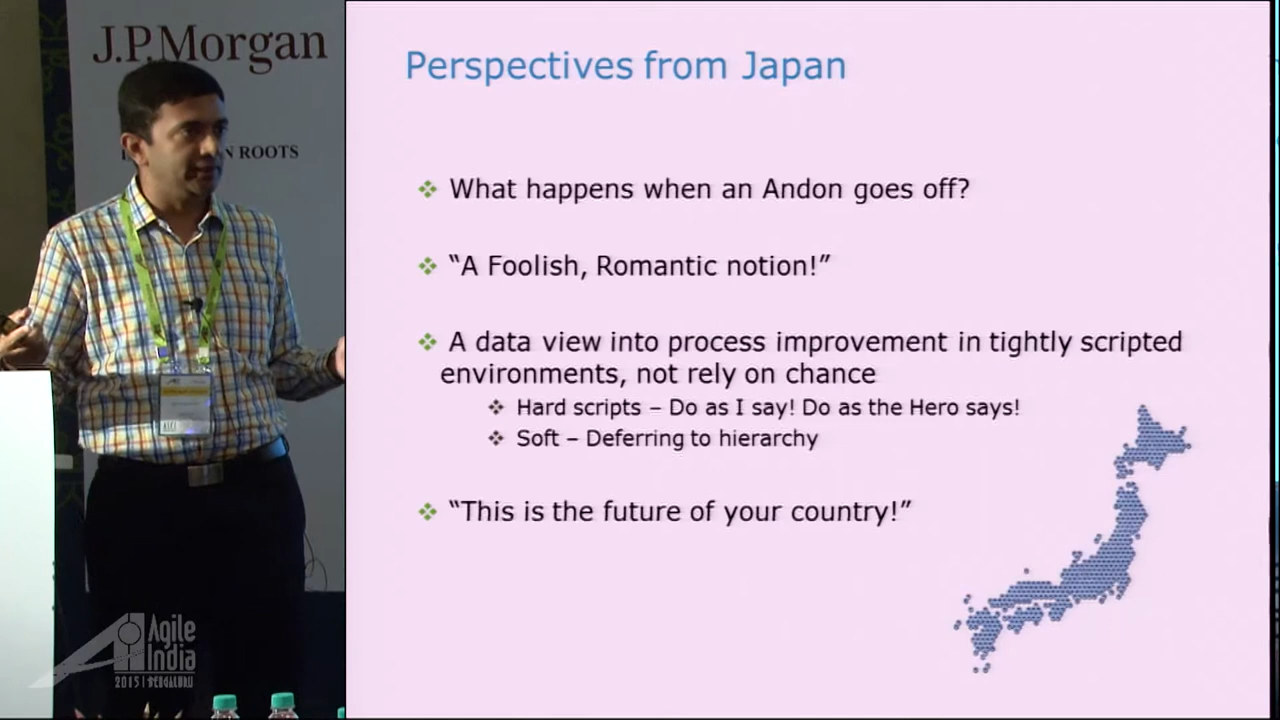 J.P.Morgan
N ROOTS
Perspectives from Japan
❖ What happens when an Andon goes off?
❖ “A Foolish, Romantic notion!”
❖ A data view into process improvement in tightly scripted
environments, not rely on chance
❖ Hard scripts – Do as I say! Do as the Hero says!
❖ Soft – Deferring to hierarchy
❖ “This is the future of your country!”
Agile
India
2015 | BENGALURU